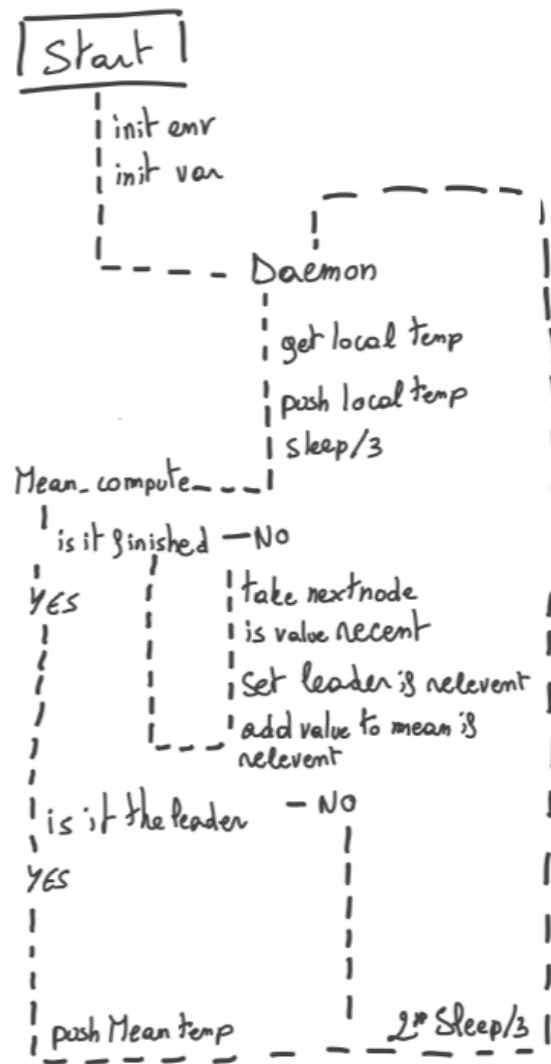 Start
init env
init var
Daemon
get local temp
push local temp
sleep/3
Mean_compute
is it finished - NO
YES
take next node
is value recent
set leader if relevent
add value to mean if
relevent
is it the leader - NO
YES
push Mean temp
2* Sleep/3